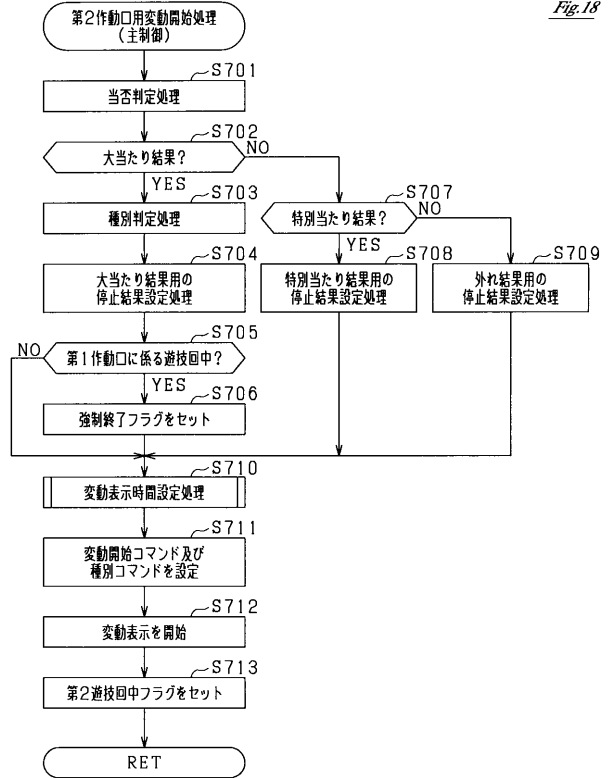 Fig.18
第2作動口用変動開始処理
(主制御)
S701
当否判定処理
S702
大当たり結果?
NO
YES
S703
種別判定処理
S707
特別当たり結果?
NO
YES
S704
大当たり結果用の
停止結果設定処理
S708
特別当たり結果用の
停止結果設定処理
S709
外れ結果用の
停止結果設定処理
S705
NO
第1作動口に係る遊技回中?
YES
S706
強制終了フラグをセット
S710
変動表示時間設定処理
S711
変動開始コマンド及び
種別コマンドを設定
S712
変動表示を開始
S713
第2遊技回中フラグをセット
RET